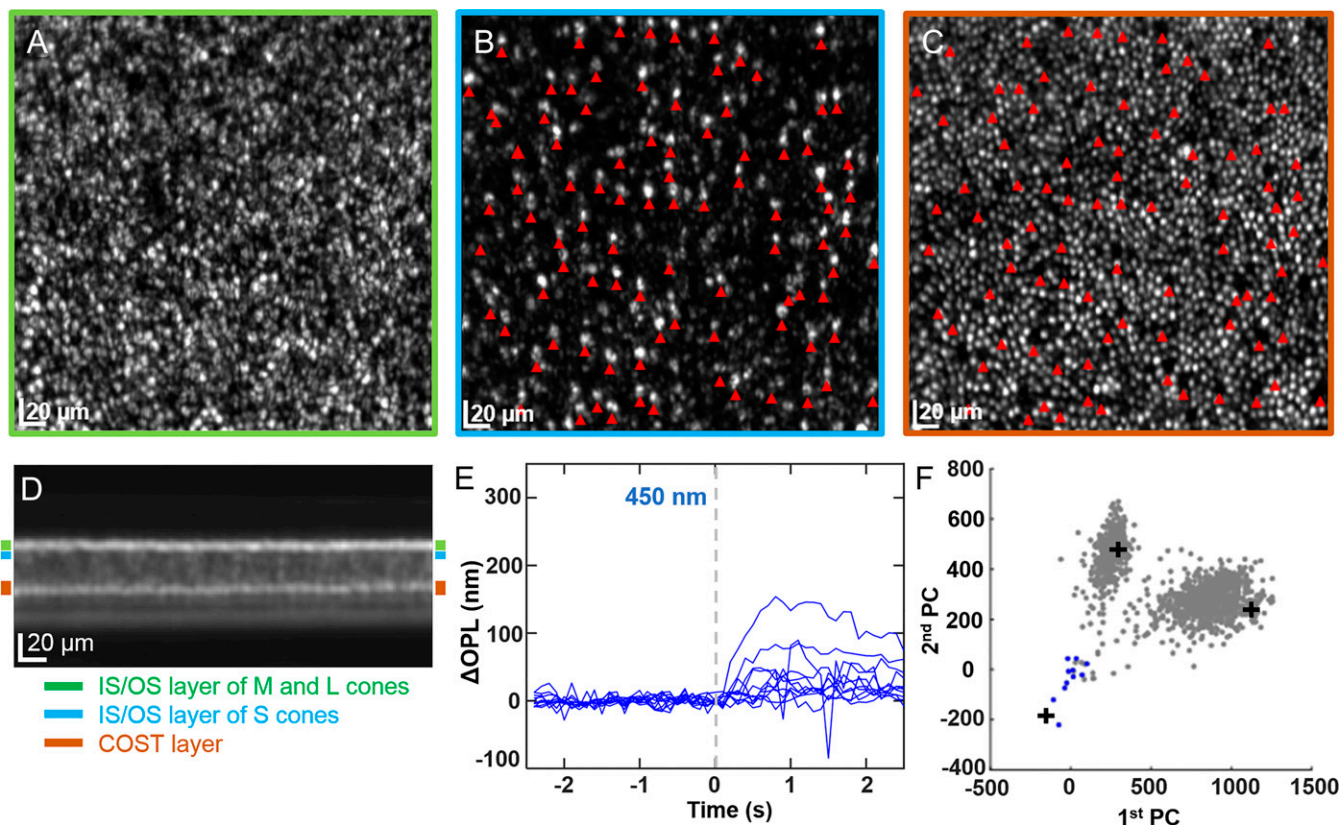 A
B
C
20 µm
20 µm
20 µm
D
20 µm
IS/OS layer of M and L cones
IS/OS layer of S cones
COST layer
E
450 nm
300
200
100
0
-100
ΔOPL (nm)
-2
-1
0
1
2
Time (s)
F
800
600
400
200
0
-200
-400
2nd PC
-500
0
500
1000
1500
1st PC